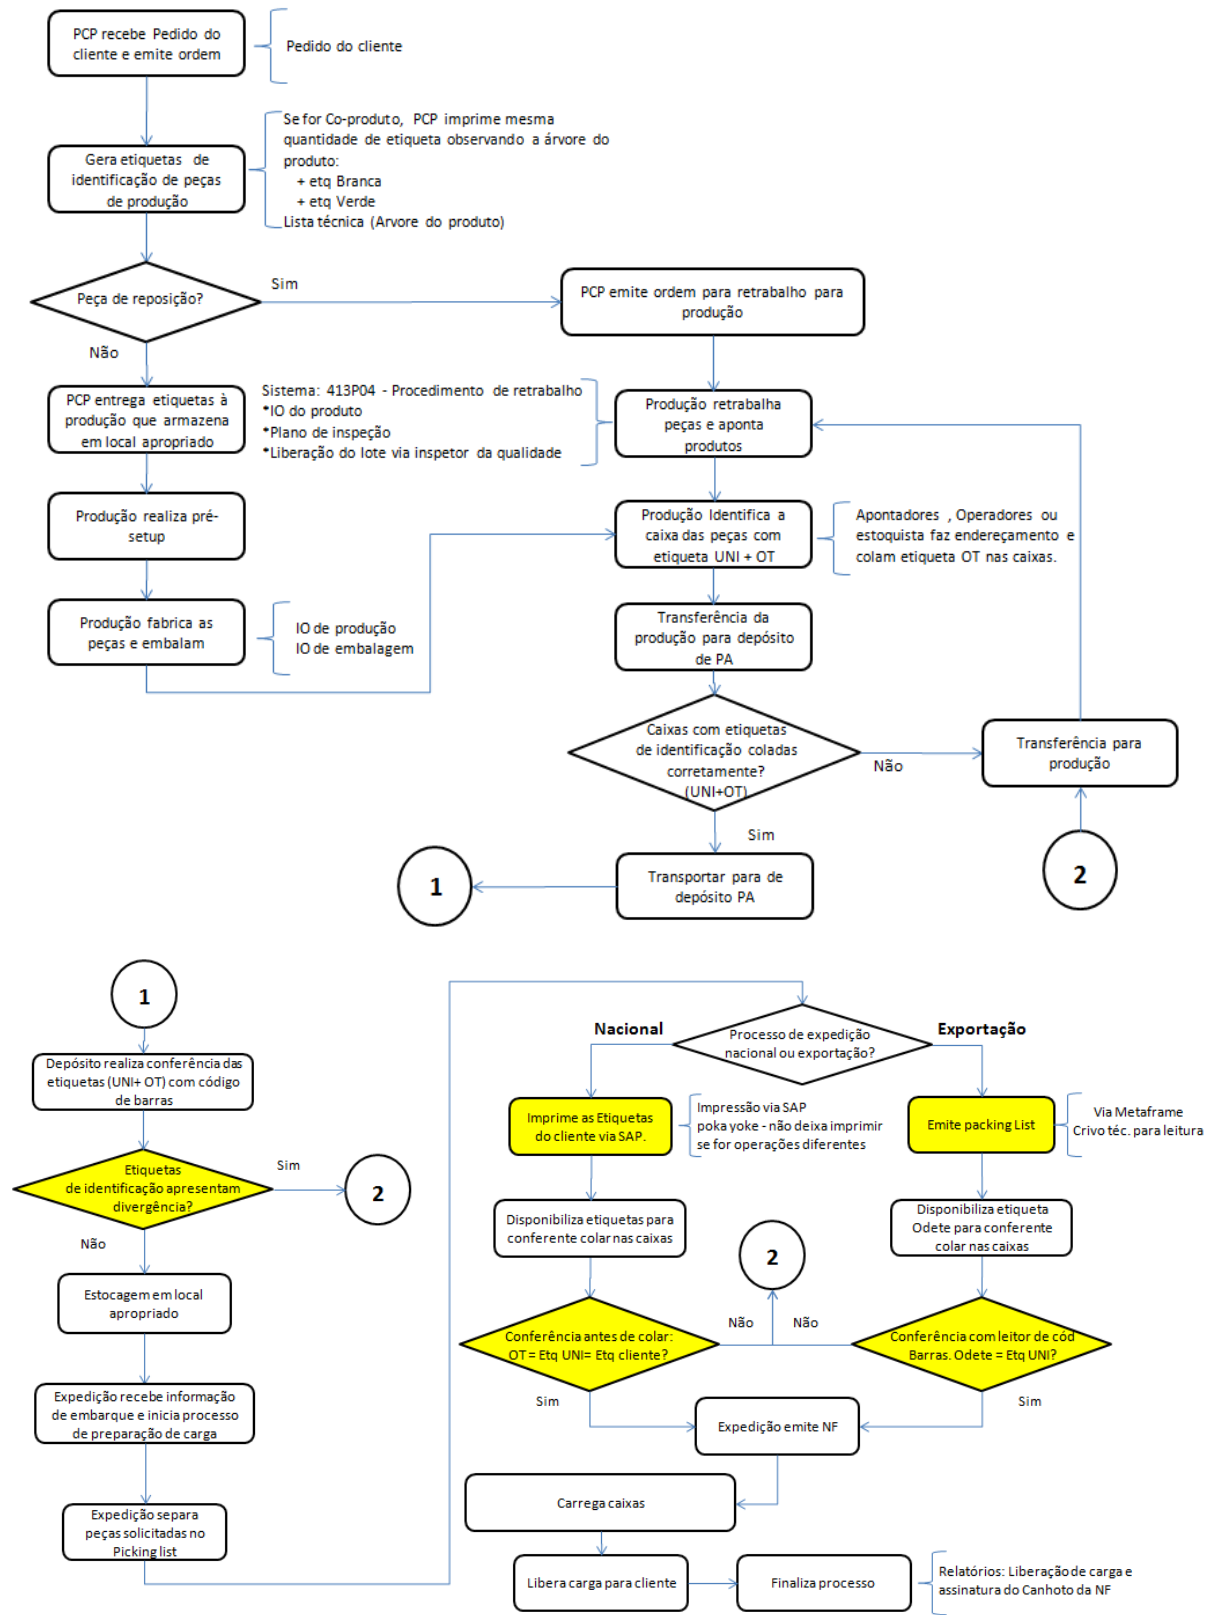 PCP recebe Pedido do
cliente e emite ordem
Pedido do cliente
Gera etiquetas de
identificação de peças
de produção
Se for Co-produto, PCP imprime mesma
quantidade de etiqueta observando a árvore do
produto:
+ etq Branca
+ etq Verde
Lista técnica (Arvore do produto)
Peça de reposição?
Sim
Não
PCP emite ordem para retrabalho para
produção
PCP entrega etiquetas à
produção que armazena
em local apropriado
Sistema: 413P04 - Procedimento de retrabalho
*IO do produto
*Plano de inspeção
*Liberação do lote via inspetor da qualidade
Produção retrabalha
peças e aponta
produtos
Produção realiza pré-
setup
Produção Identifica a
caixa das peças com
etiqueta UNI + OT
Apontadores , Operadores ou
estoquista faz endereçamento e
colam etiqueta OT nas caixas.
Produção fabrica as
peças e embalam
IO de produção
IO de embalagem
Transferência da
produção para depósito
de PA
Caixas com etiquetas
de identificação coladas
corretamente?
(UNI+OT)
Não
Transferência para
produção
Sim
Transportar para de
depósito PA
1
2
1
Depósito realiza conferência das
etiquetas (UNI+ OT) com código
de barras
Etiquetas
de identificação apresentam
divergência?
Sim
2
Não
Estocagem em local
apropriado
Expedição recebe informação
de embarque e inicia processo
de preparação de carga
Expedição separa
peças solicitadas no
Picking list
Nacional
Processo de expedição
nacional ou exportação?
Exportação
Imprime as Etiquetas
do cliente via SAP.
Impressão via SAP
poka yoke - não deixa imprimir
se for operações diferentes
Emite packing List
Via Metaframe
Crivo téc. para leitura
Disponibiliza etiquetas para
conferente colar nas caixas
Disponibiliza etiqueta
Odete para conferente
colar nas caixas
2
Conferência antes de colar:
OT = Etq UNI= Etq cliente?
Não
Não
Conferência com leitor de cód
Barras. Odete = Etq UNI?
Sim
Sim
Expedição emite NF
Carrega caixas
Libera carga para cliente
Finaliza processo
Relatórios: Liberação de carga e
assinatura do Canhoto da NF